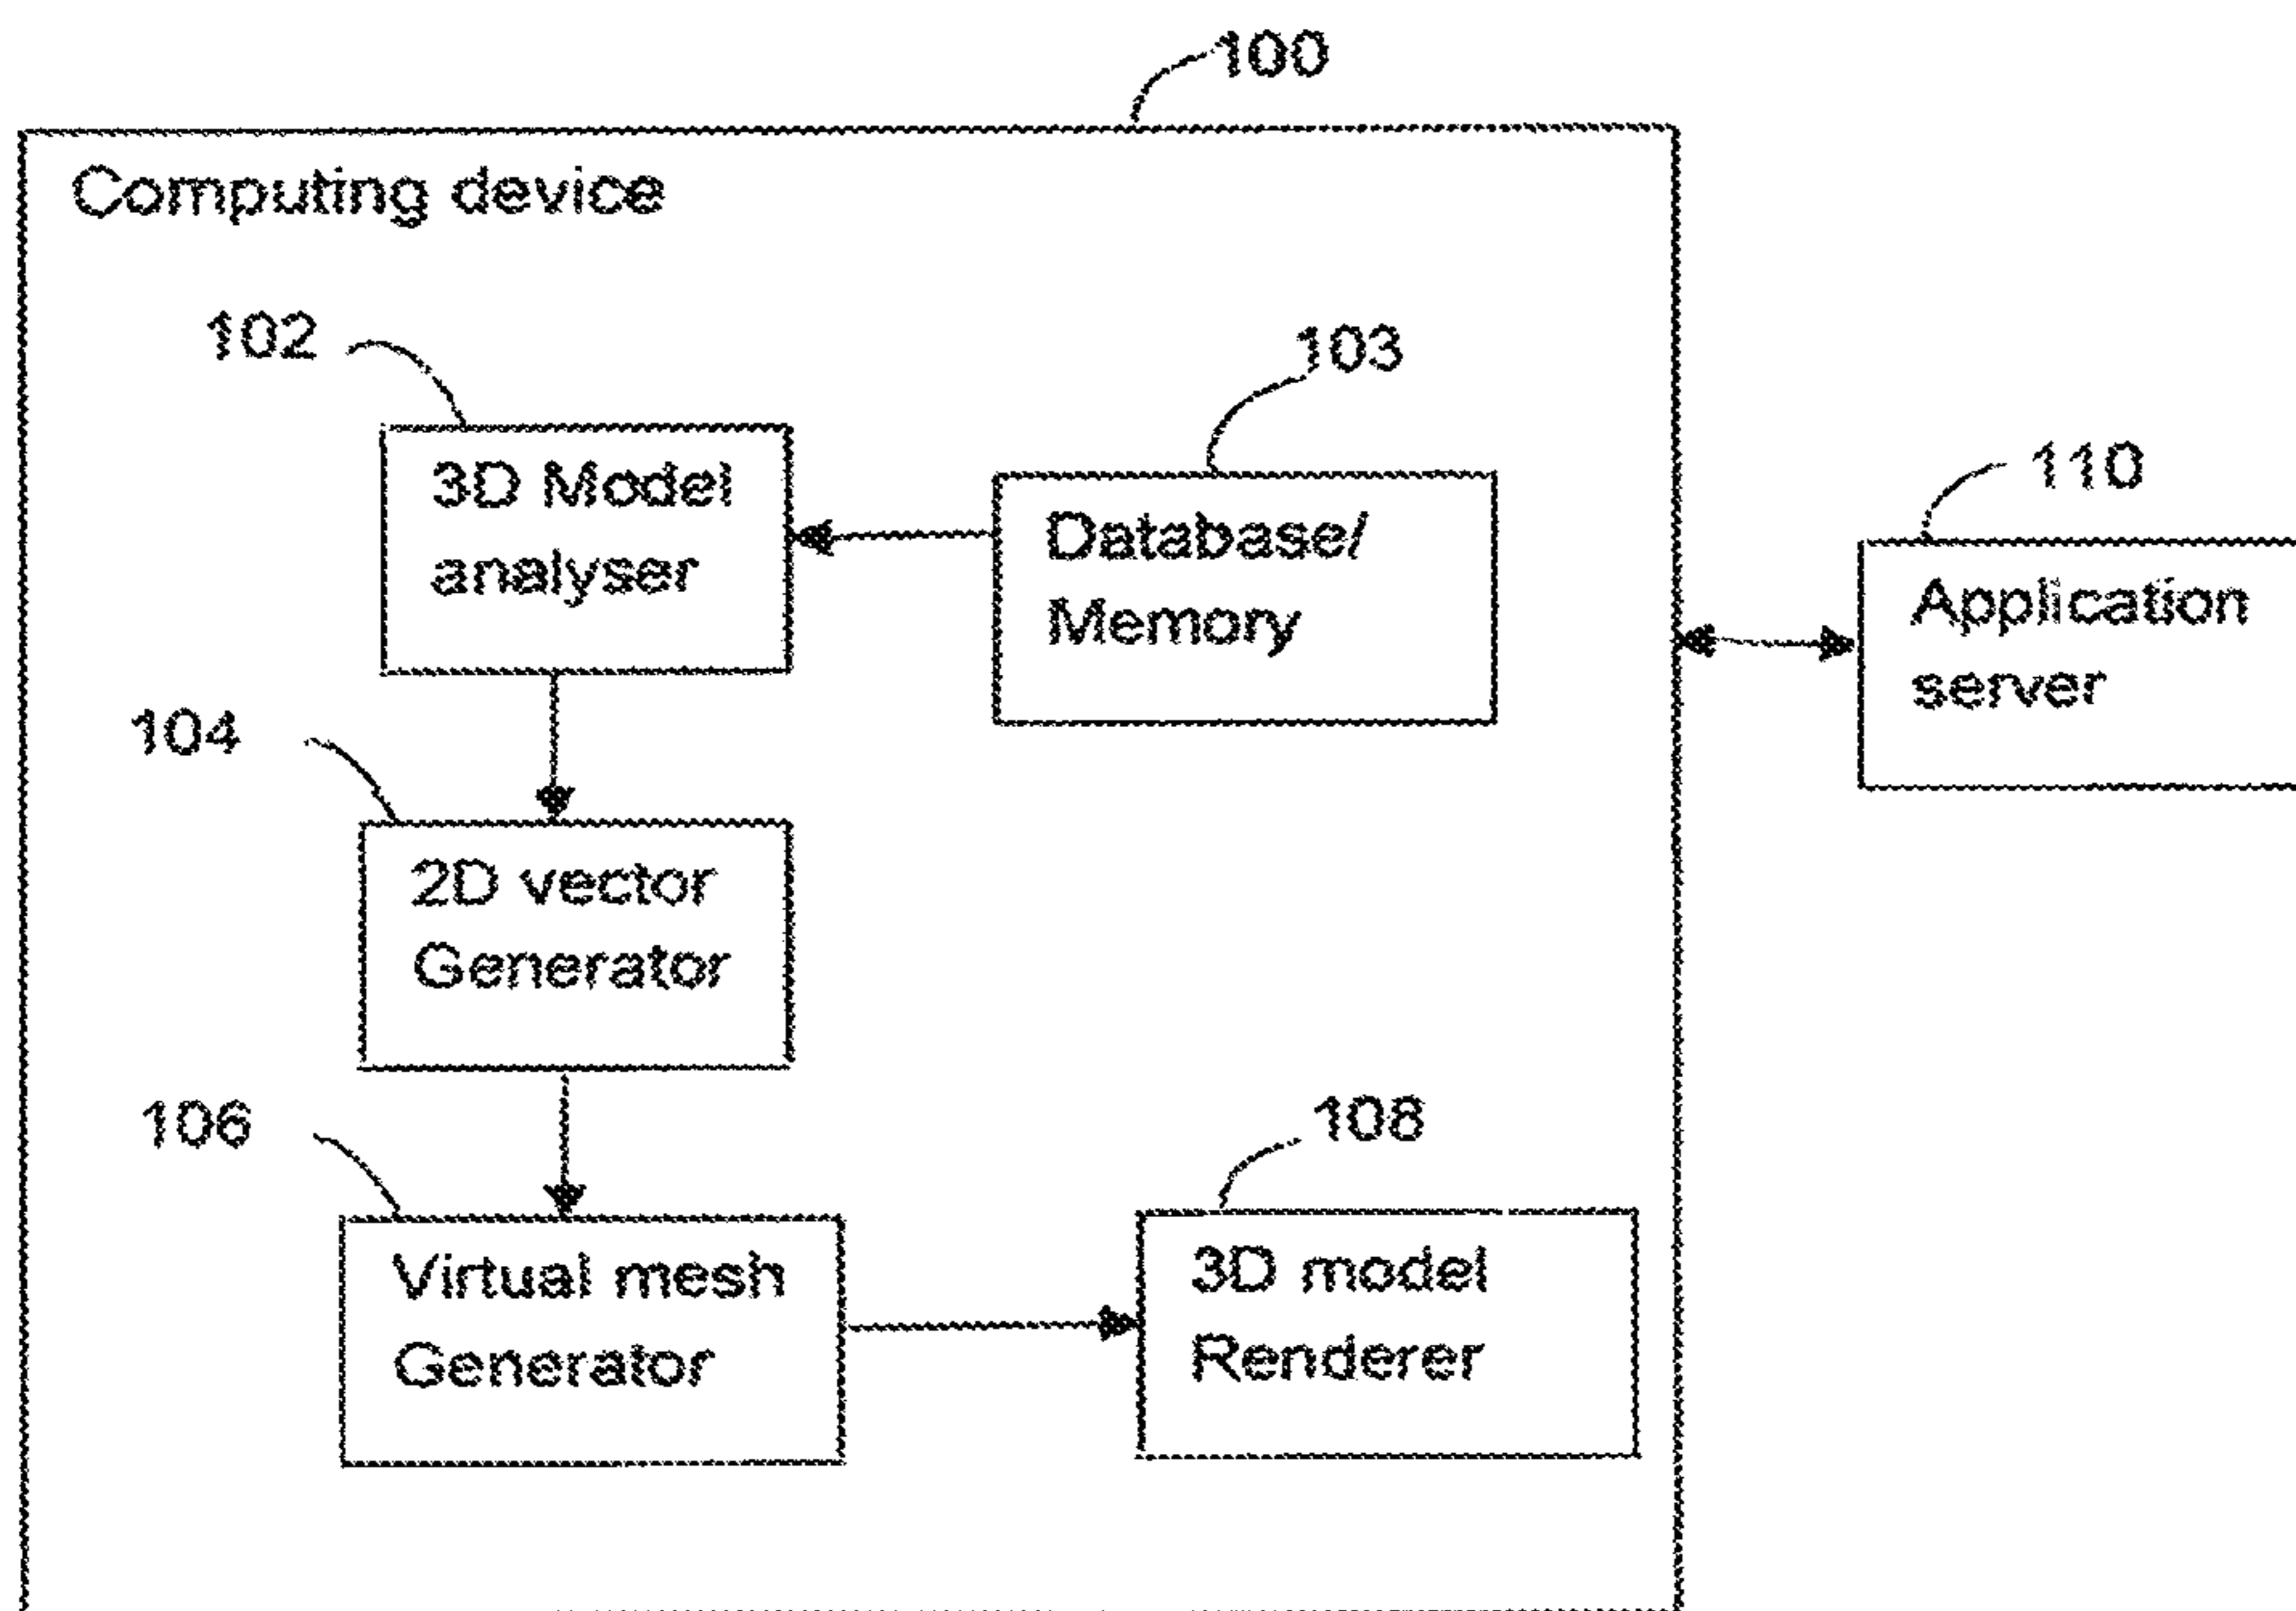 100
Computing device
102
103
3D Model
analyser
Database/
Memory
110
Application
server
104
2D vector
Generator
106
108
Virtual mesh
Generator
3D model
Renderer